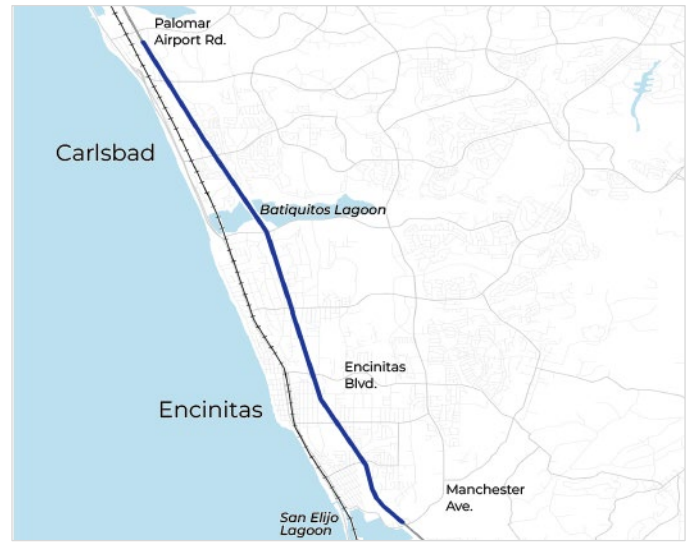 Palomar
Airport Rd.
Carlsbad
Batiquitos Lagoon
Encinitas
Blvd.
Encinitas
Manchester
Ave.
San Elijo
Lagoon